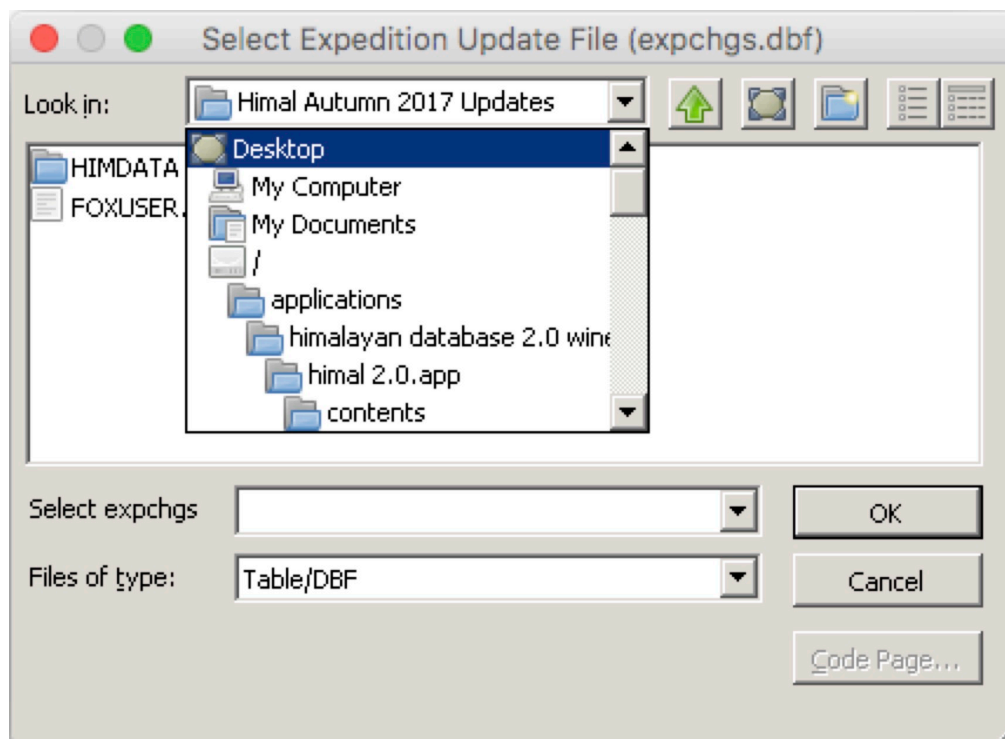 Select Expedition Update File (expchgs.dbf)
Look in:
Himal Autumn 2017 Updates
Desktop
My Computer
My Documents
/
applications
himalayan database 2.0 wine
himal 2.0.app
contents
HIMDATA
FOXUSER.
Select expchgs
OK
Files of type:
Table/DBF
Cancel
Code Page...